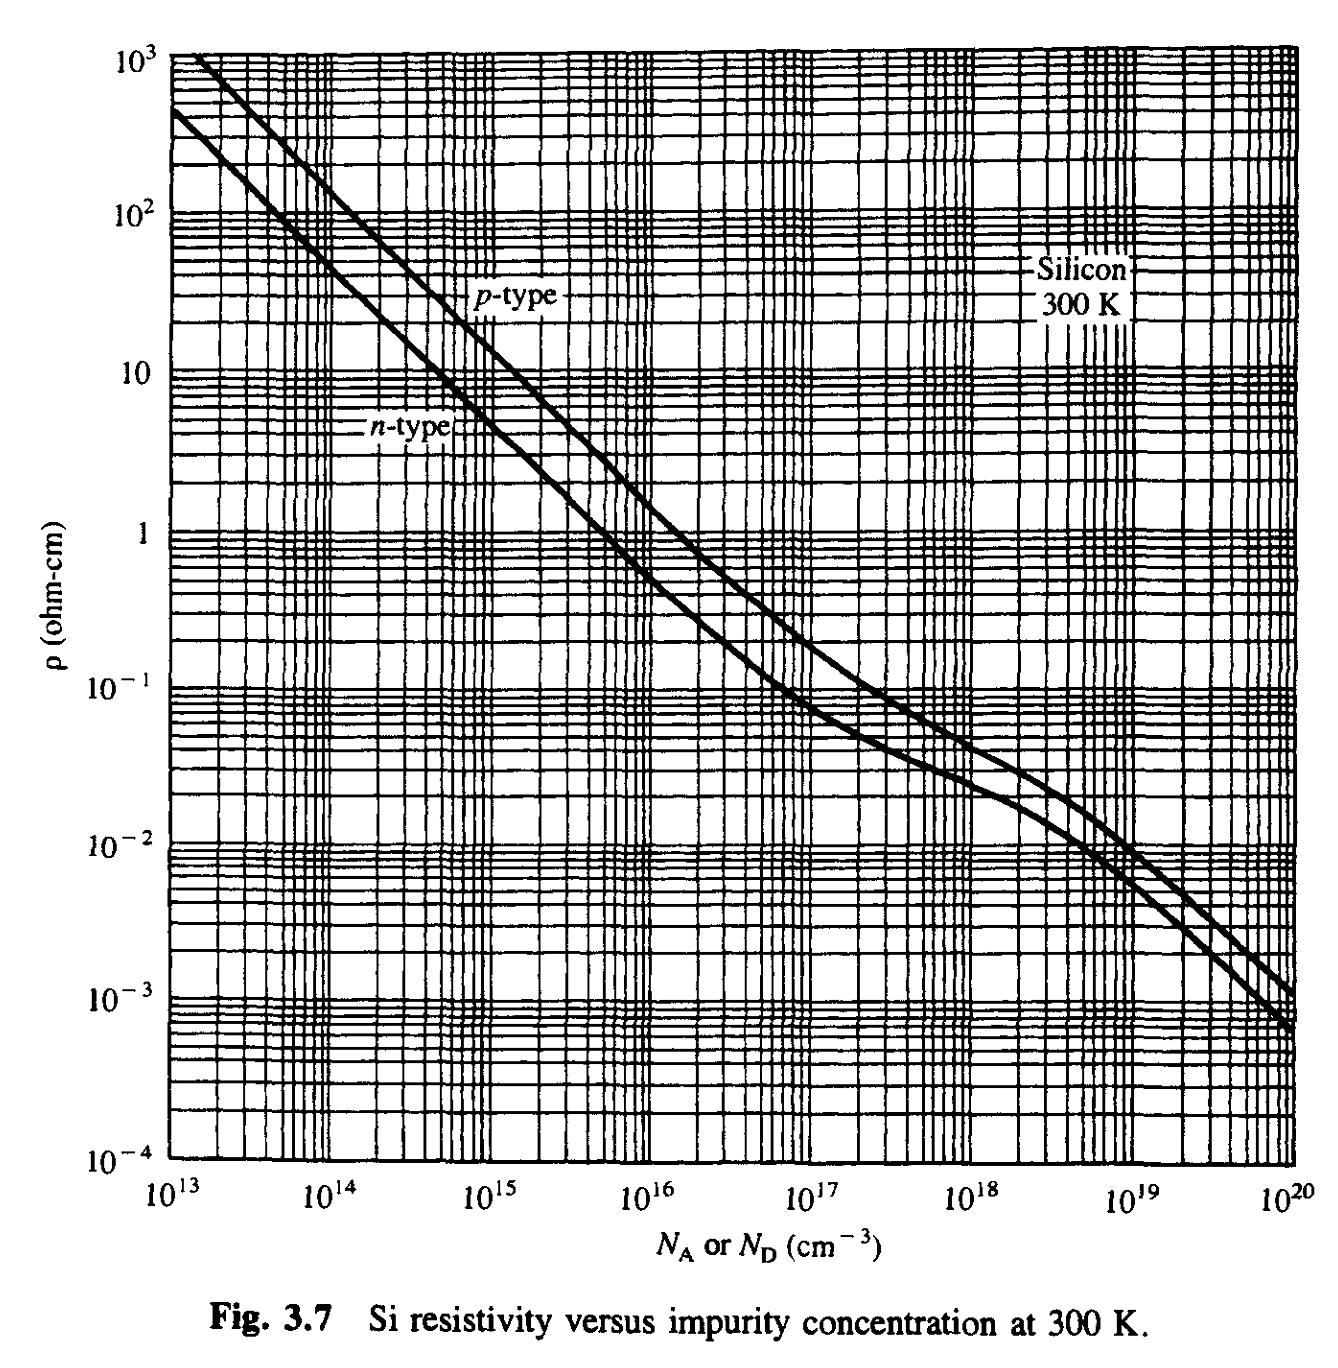 10³
10²
10
1
10⁻¹
10⁻²
10⁻³
10⁻⁴
ρ (ohm-cm)
p-type
n-type
Silicon
300 K
10¹³ 10¹⁴ 10¹⁵ 10¹⁶ 10¹⁷ 10¹⁸ 10¹⁹ 10²⁰
N_A or N_D (cm⁻³)
Fig. 3.7 Si resistivity versus impurity concentration at 300 K.